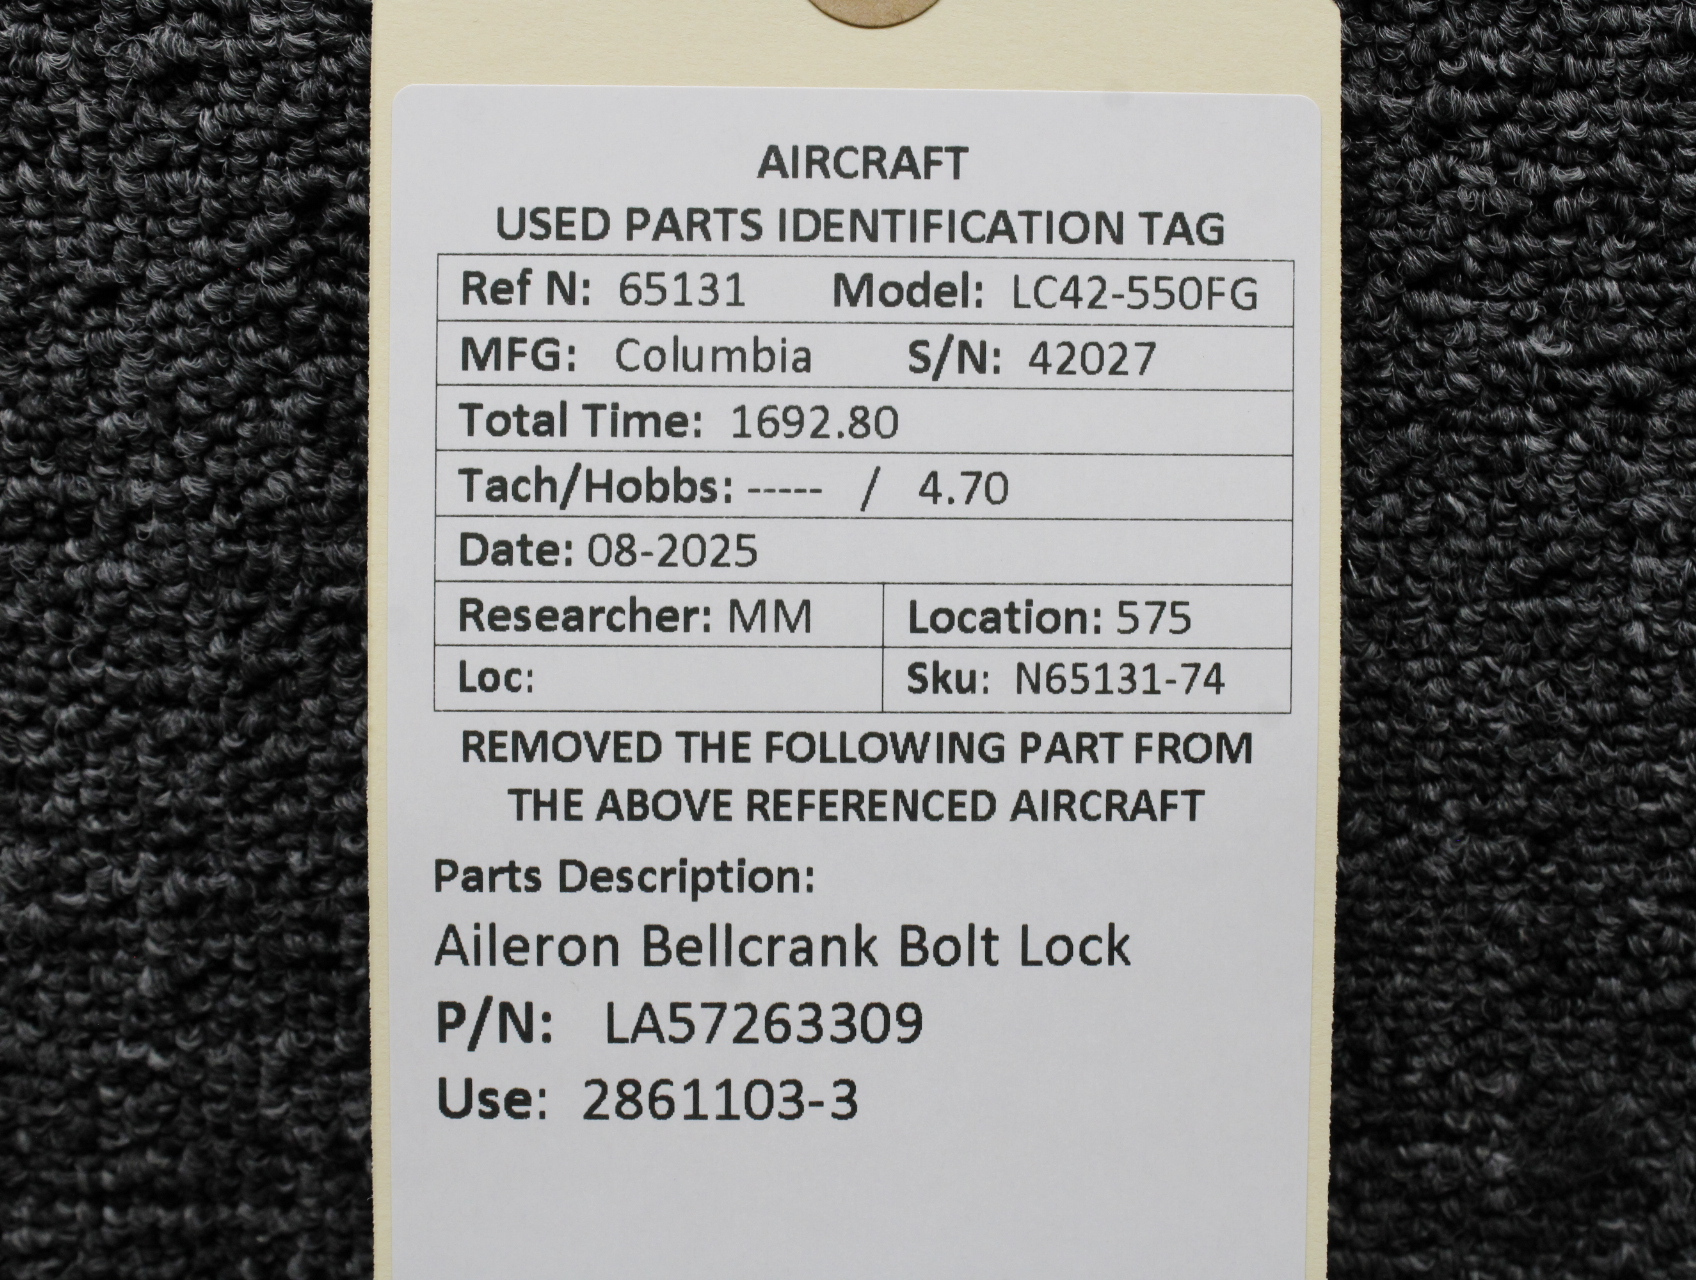 AIRCRAFT
USED PARTS IDENTIFICATION TAG
Ref N: 65131 Model: LC42-550FG
MFG: Columbia S/N: 42027
Total Time: 1692.80
Tach/Hobbs: ----- / 4.70
Date: 08-2025
Researcher: MM Location: 575
Loc: Sku: N65131-74
REMOVED THE FOLLOWING PART FROM
THE ABOVE REFERENCED AIRCRAFT
Parts Description:
Aileron Bellcrank Bolt Lock
P/N: LA57263309
Use: 2861103-3